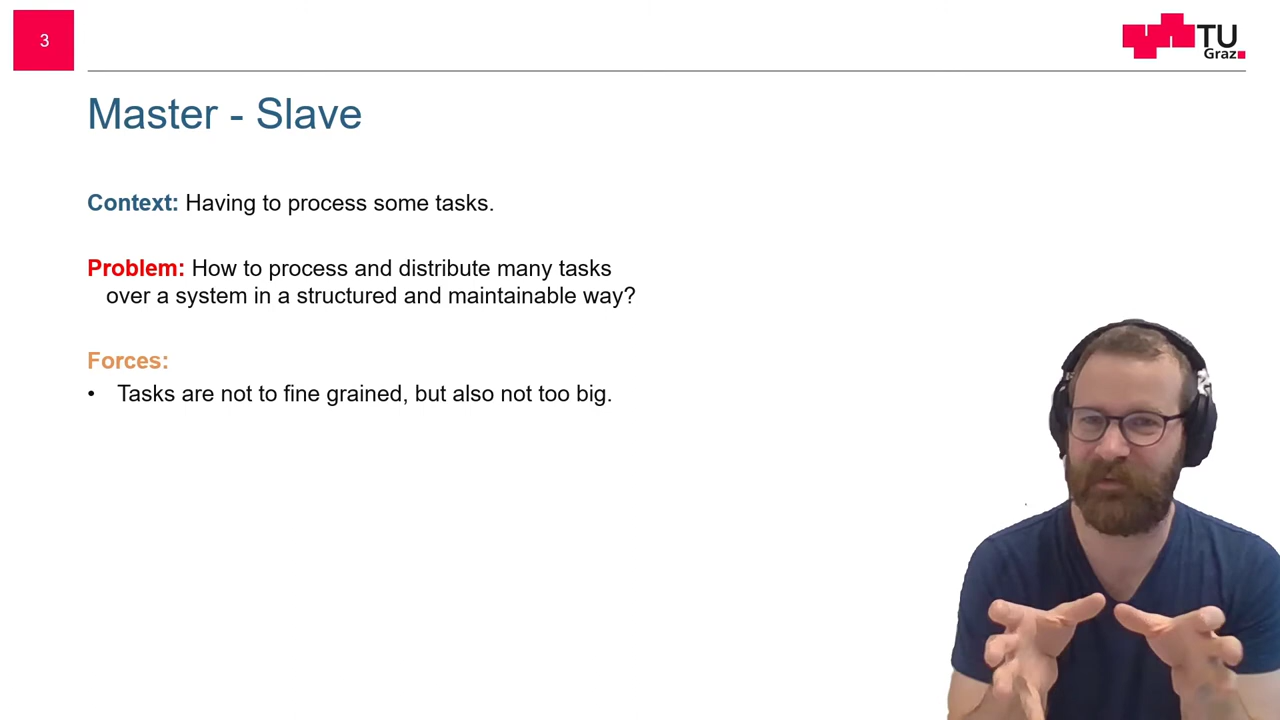 3
TU
Graz
Master - Slave
Context: Having to process some tasks.
Problem: How to process and distribute many tasks
over a system in a structured and maintainable way?
Forces:
• Tasks are not to fine grained, but also not too big.